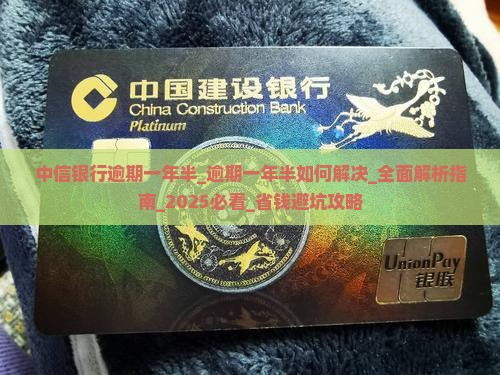 中国建设银行
China Construction Bank
Platinum
中信银行逾期一年半_逾期一年半如何解决_全面解析指
南_2025必看_省钱避坑攻略
UnionPay
银联